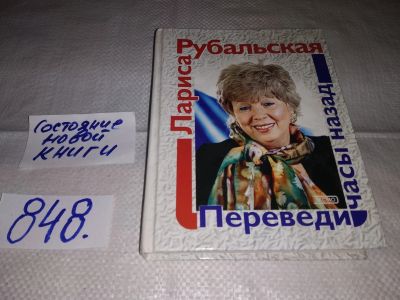 Состояние
новой
книги
848.
Лариса
Рубальская
Переведи
часы назад